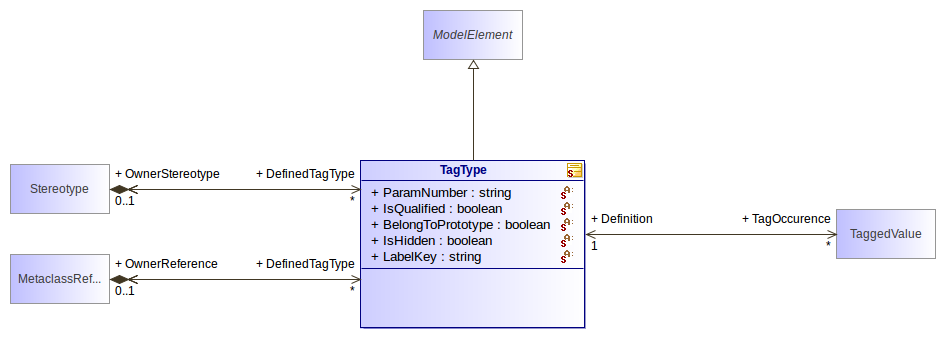 ModelElement
TagType
+ ParamNumber : string
+ IsQualified : boolean
+ BelongToPrototype : boolean
+ IsHidden : boolean
+ LabelKey : string
Stereotype
+ OwnerStereotype
+ DefinedTagType
0..1
*
MetaclassRef...
+ OwnerReference
+ DefinedTagType
0..1
*
+ Definition
+ TagOccurence
1
*
TaggedValue